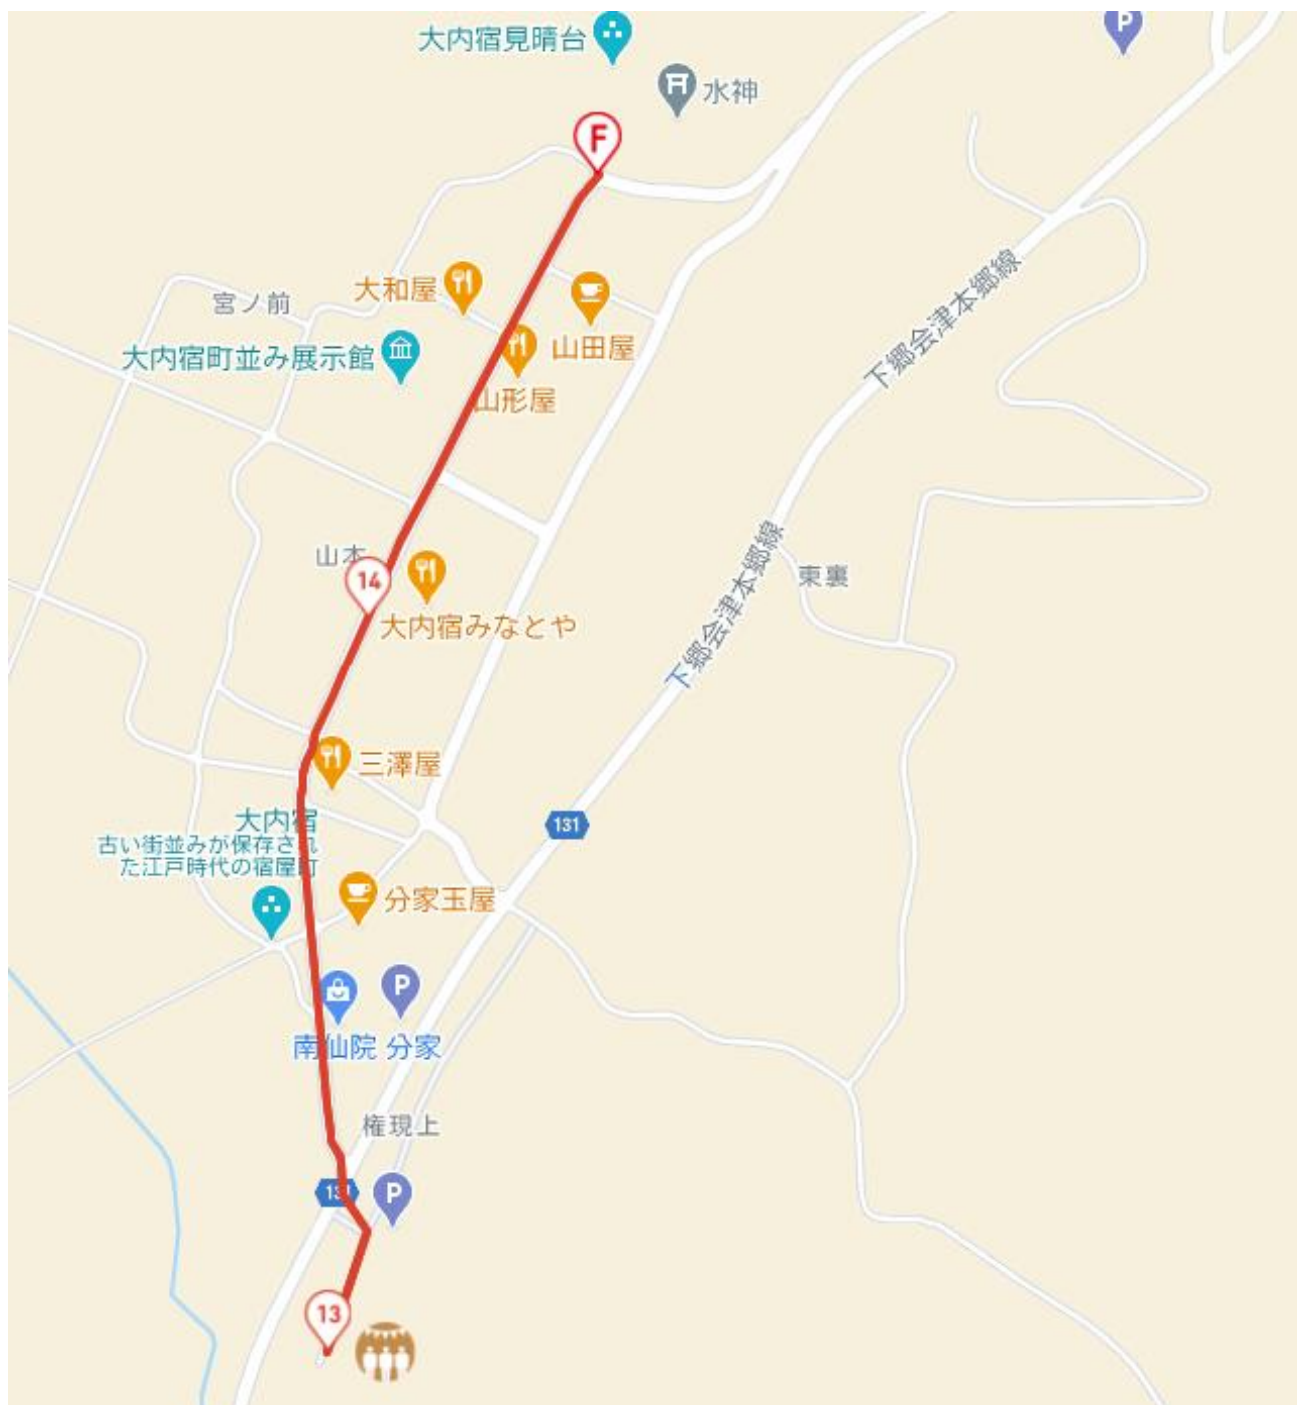 大内宿見晴台
P
水神
F
下郷会津本郷線
大和屋
宮ノ前
山田屋
大内宿町並み展示館
山形屋
下郷会津本郷線
山本
14
東裏
大内宿みなとや
三澤屋
131
大内宿
古い街並みが保存され
た江戸時代の宿屋町
分家玉屋
P
南仙院 分家
権現上
131
P
13